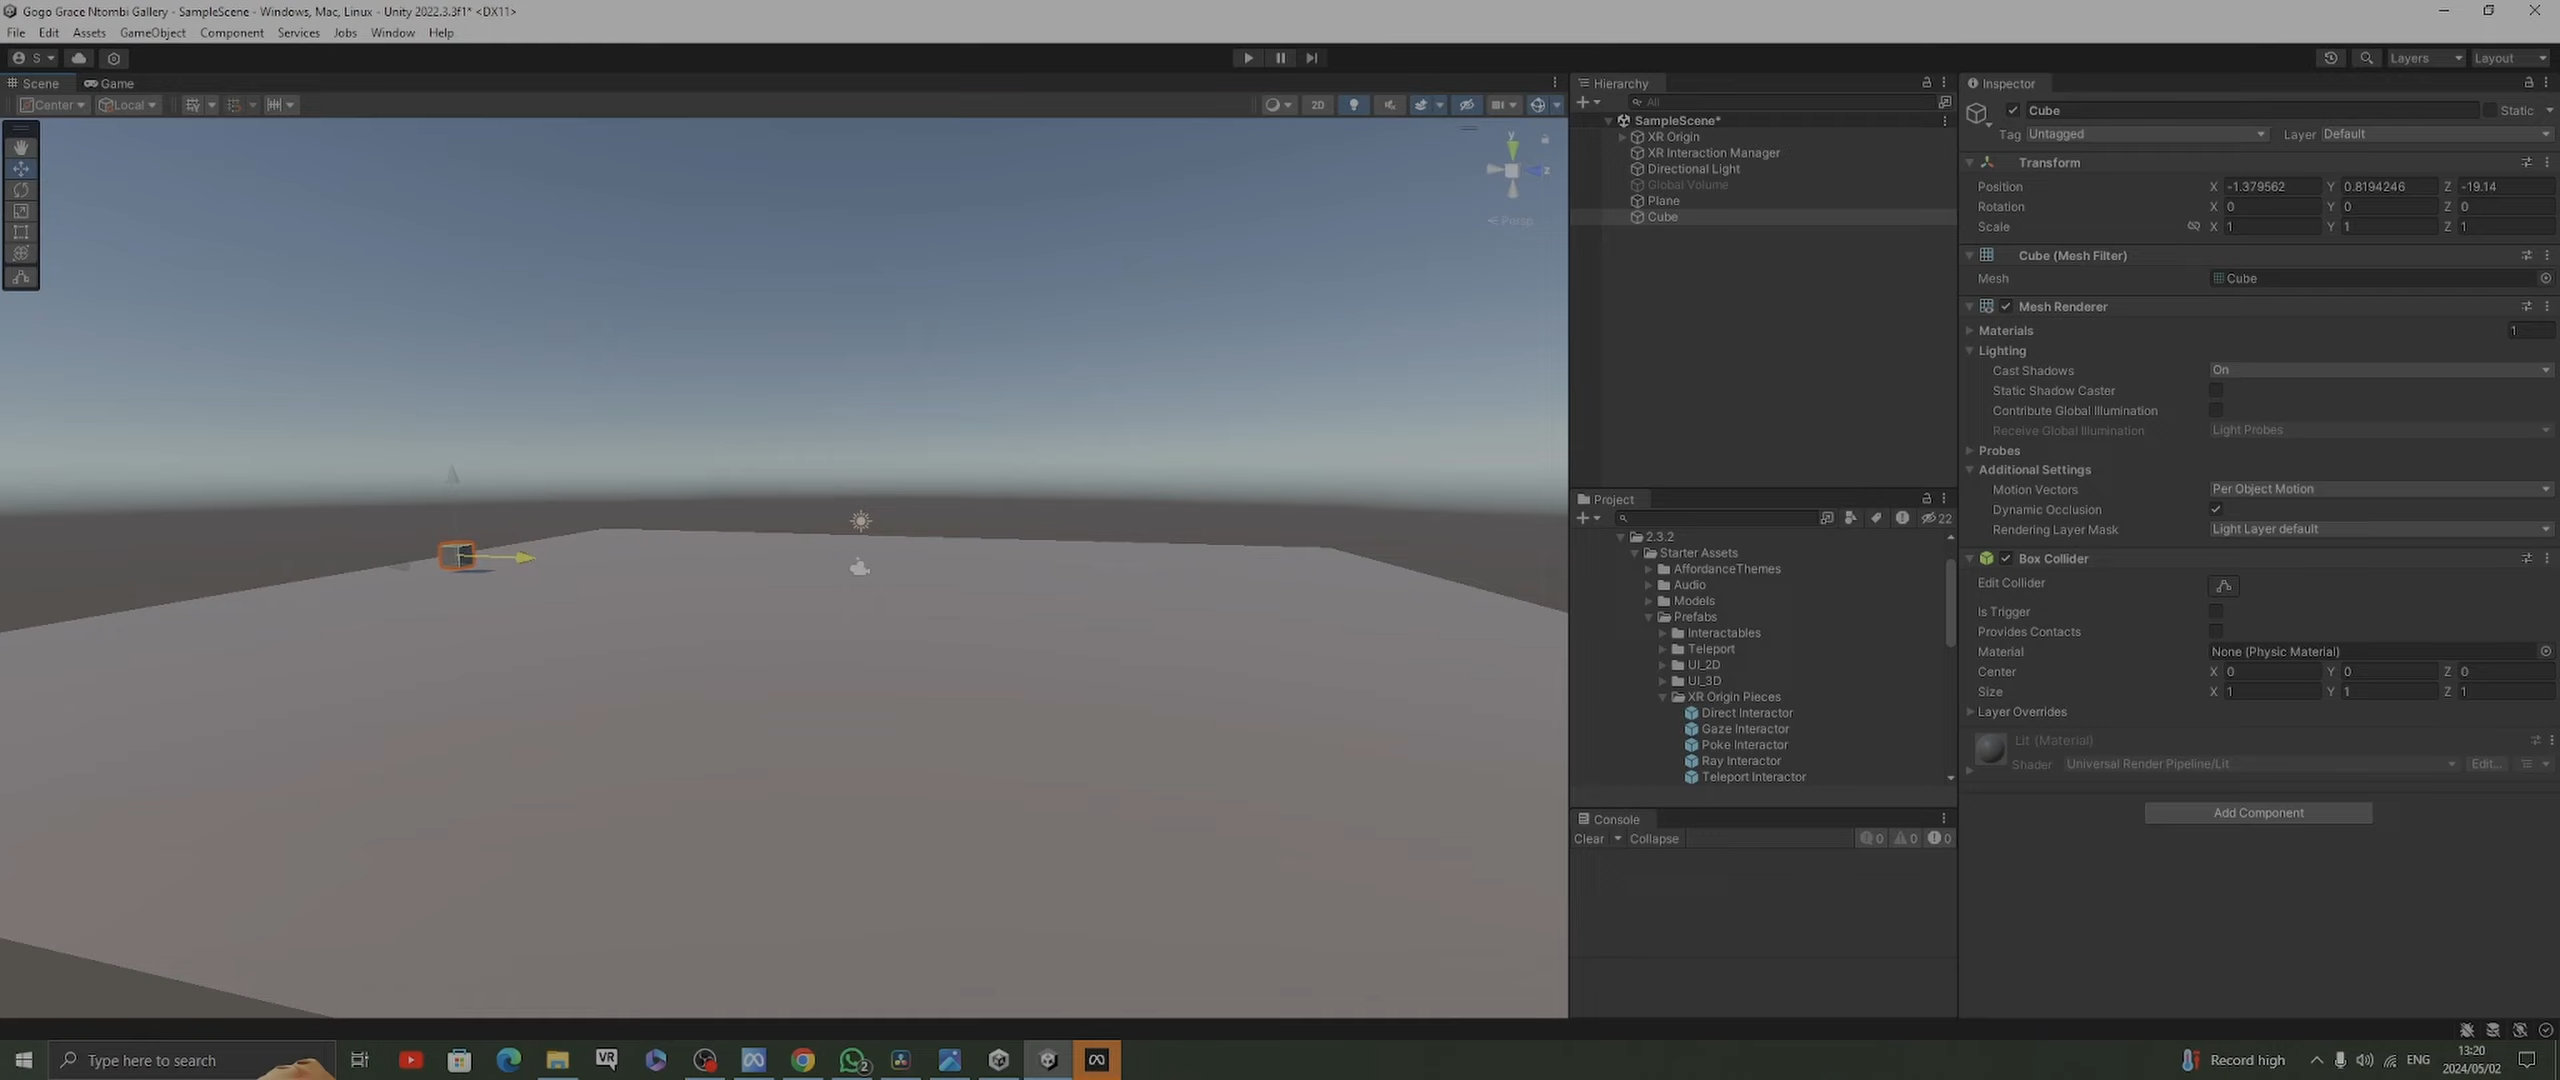 Gogo Grace Ntombi Gallery - SampleScene - Windows, Mac, Linux - Unity 2022.3.3f1* <DX11>
File Edit Assets GameObject Component Services Jobs Window Help
S Layers Layout
Scene Game
Center Local 2D
y
z
Persp
Hierarchy
All
SampleScene*
XR Origin
XR Interaction Manager
Directional Light
Global Volume
Plane
Cube
Project
22
2.3.2
Starter Assets
AffordanceThemes
Audio
Models
Prefabs
Interactables
Teleport
UI_2D
UI_3D
XR Origin Pieces
Direct Interactor
Gaze Interactor
Poke Interactor
Ray Interactor
Teleport Interactor
Console
Clear Collapse 0 0 0
Inspector
Cube Static
Tag Untagged Layer Default
Transform
Position X -1.379562 Y 0.8194246 Z -19.14
Rotation X 0 Y 0 Z 0
Scale X 1 Y 1 Z 1
Cube (Mesh Filter)
Mesh Cube
Mesh Renderer
Materials 1
Lighting
Cast Shadows On
Static Shadow Caster
Contribute Global Illumination
Receive Global Illumination Light Probes
Probes
Additional Settings
Motion Vectors Per Object Motion
Dynamic Occlusion
Rendering Layer Mask Light Layer default
Box Collider
Edit Collider
Is Trigger
Provides Contacts
Material None (Physic Material)
Center X 0 Y 0 Z 0
Size X 1 Y 1 Z 1
Layer Overrides
Lit (Material)
Shader Universal Render Pipeline/Lit Edit...
Add Component
Type here to search VR 2 Record high ENG 13:20
2024/05/02